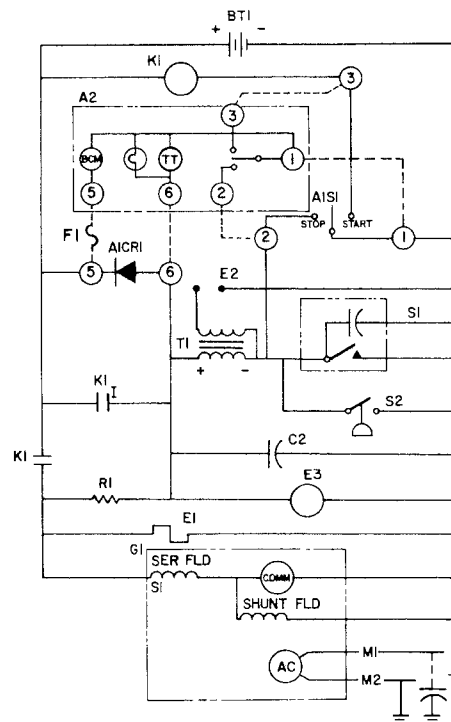 BT1
+ -
K1
3
A2
3
BCM
TT
1
5
6
2
A1S1
STOP
START
F1
2
1
A1CR1
5
6
E2
T1
+ -
S1
K1
I
S2
K1
C2
R1
E3
E1
G1
SER FLD
S1
COMM
SHUNT FLD
AC
M1
M2